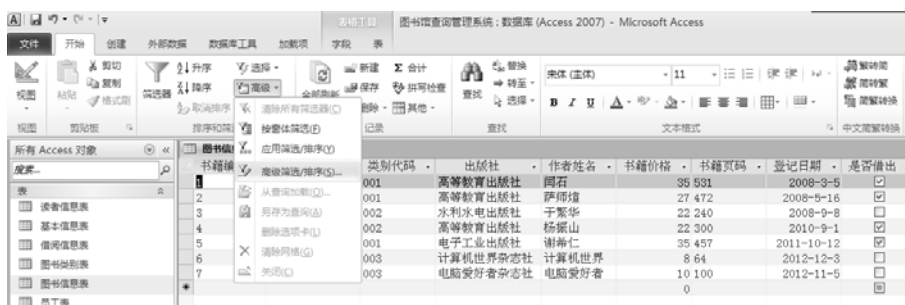 表格工具 图书馆查询管理系统 : 数据库 (Access 2007) - Microsoft Access
文件 开始 创建 外部数据 数据库工具 加载项 字段 表
视图 粘贴 剪切 复制 格式刷
筛选器 升序 降序 取消排序 选择 高级
全部刷新 新建 保存 删除 合计 拼写检查 其他
查找 替换 转至 选择
宋体 (主体) 11
B I U A
繁转简 简转繁 简繁转换
视图 剪贴板 排序和筛 记录 查找 文本格式 中文简繁转换
清除所有筛选器(C)
按窗体筛选(F)
应用筛选/排序(Y)
高级筛选/排序(S)...
从查询加载(O)...
另存为查询(A)
删除选项卡(L)
清除网格(G)
关闭(C)
所有 Access 对象
搜索...
表
读者信息表
基本信息表
借阅信息表
图书类别表
图书信息表
员工表
图书信息
书籍编 类别代码 出版社 作者姓名 书籍价格 书籍页码 登记日期 是否借出
1 001 高等教育出版社 闫石 35 531 2008-3-5
2 001 高等教育出版社 萨师煊 27 472 2008-5-16
3 002 水利水电出版社 于繁华 22 240 2008-9-8
4 002 高等教育出版社 杨振山 22 300 2010-9-1
5 001 电子工业出版社 谢希仁 35 457 2011-10-12
6 003 计算机世界杂志社 计算机世界 8 64 2012-12-3
7 003 电脑爱好者杂志社 电脑爱好者 10 100 2012-11-5
0